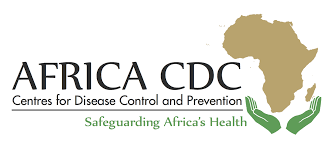 AFRICA CDC
Centres for Disease Control and Prevention
Safeguarding Africa's Health